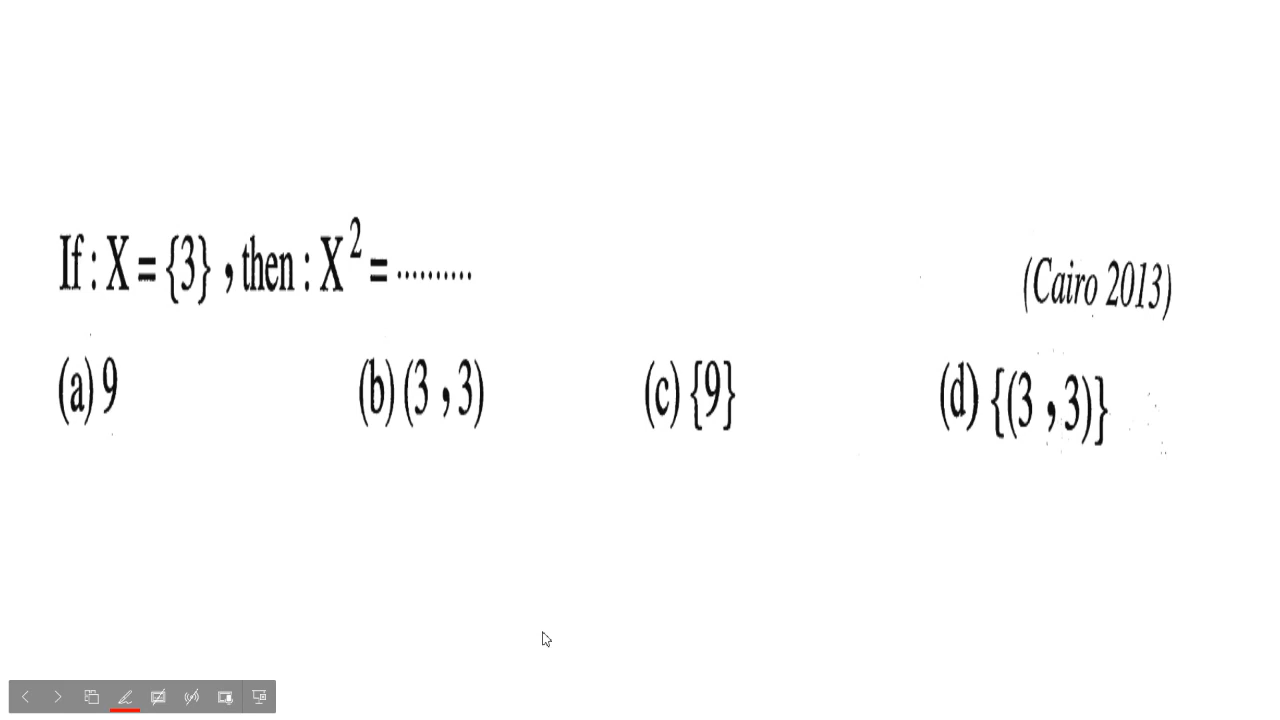 If : X = {3} , then : X² = .......... (Cairo 2013)
(a) 9 (b) (3 , 3) (c) {9} (d) {(3 , 3)}